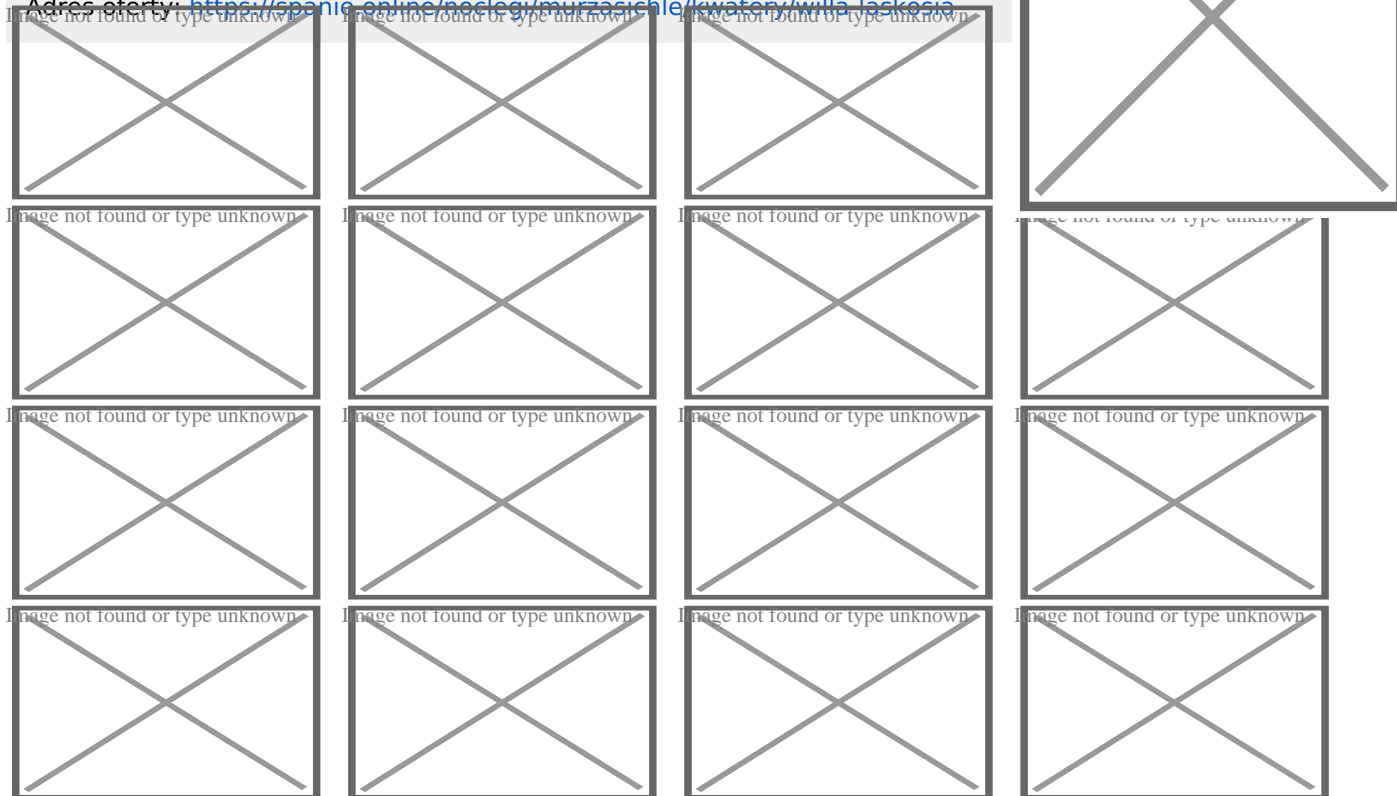 Adres oferty: https://spanie.online/noclegi/murzasichle/kwatery/willa-laskosia
Image not found or type unknown Image not found or type unknown Image not found or type unknown
Image not found or type unknown Image not found or type unknown Image not found or type unknown Image not found or type unknown
Image not found or type unknown Image not found or type unknown Image not found or type unknown Image not found or type unknown
Image not found or type unknown Image not found or type unknown Image not found or type unknown Image not found or type unknown